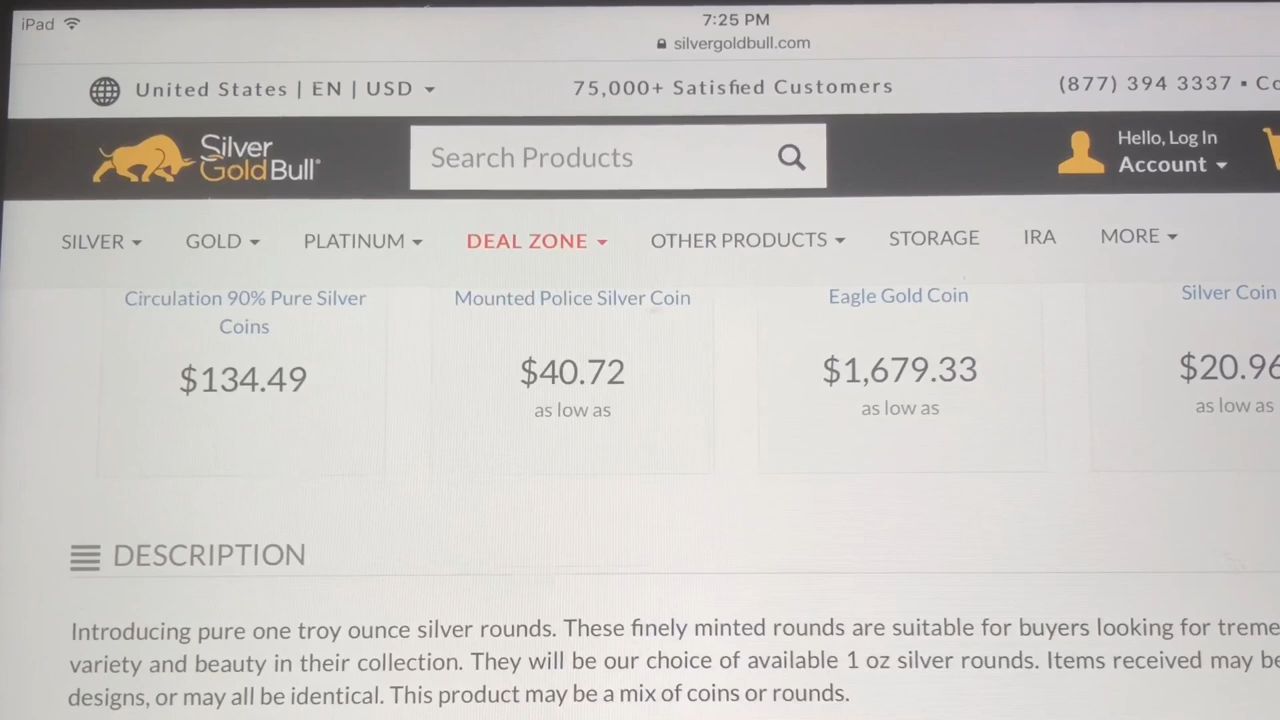 iPad
7:25 PM
silvergoldbull.com
United States | EN | USD
75,000+ Satisfied Customers
(877) 394 3337 ▪ Co
Silver
GoldBull®
Search Products
Hello, Log In
Account
SILVER
GOLD
PLATINUM
DEAL ZONE
OTHER PRODUCTS
STORAGE
IRA
MORE
Circulation 90% Pure Silver
Coins
$134.49
Mounted Police Silver Coin
$40.72
as low as
Eagle Gold Coin
$1,679.33
as low as
Silver Coin
$20.96
as low as
DESCRIPTION
Introducing pure one troy ounce silver rounds. These finely minted rounds are suitable for buyers looking for treme
variety and beauty in their collection. They will be our choice of available 1 oz silver rounds. Items received may be
designs, or may all be identical. This product may be a mix of coins or rounds.